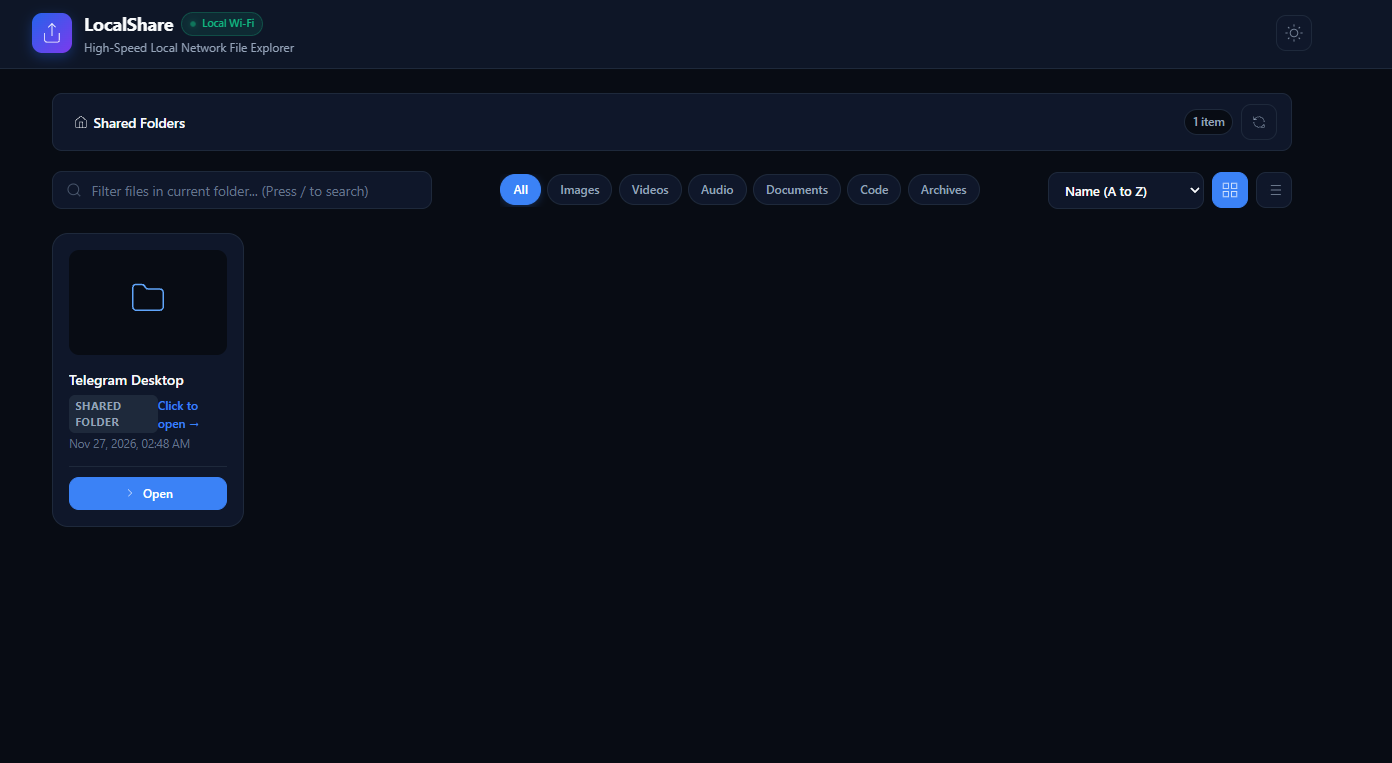 LocalShare
Local Wi-Fi
High-Speed Local Network File Explorer
Shared Folders
1 item
Filter files in current folder... (Press / to search)
All
Images
Videos
Audio
Documents
Code
Archives
Name (A to Z)
Telegram Desktop
SHARED FOLDER
Click to open →
Nov 27, 2026, 02:48 AM
Open